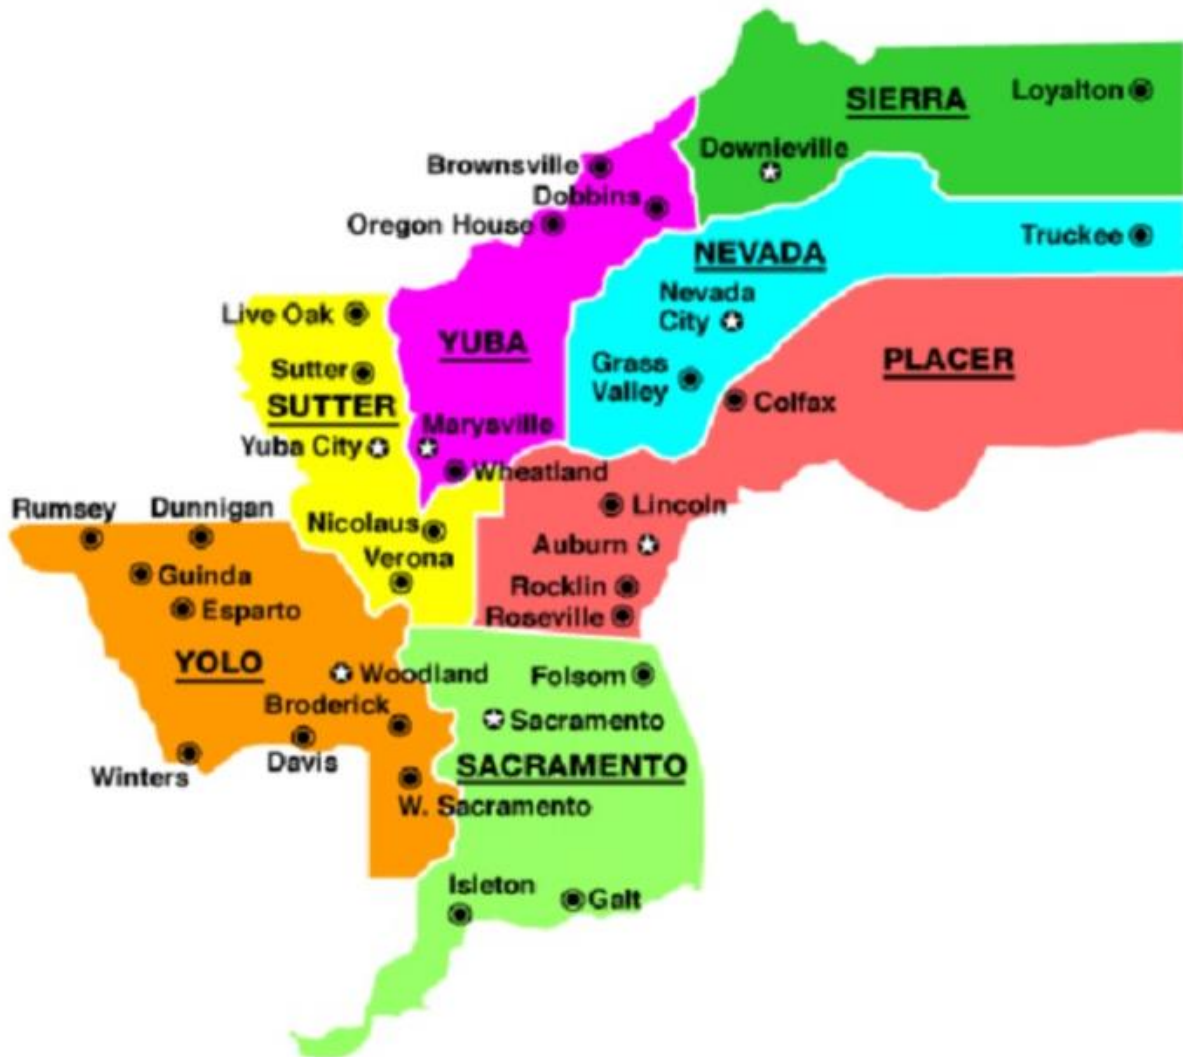 Loyalton
SIERRA
Downieville
Brownsville
Dobbins
Oregon House
Truckee
NEVADA
Nevada
City
Live Oak
YUBA
PLACER
Sutter
Grass
Valley
SUTTER
Colfax
Marysville
Yuba City
Wheatland
Rumsey
Dunnigan
Lincoln
Nicolaus
Auburn
Verona
Guinda
Rocklin
Esparto
Roseville
YOLO
Woodland
Folsom
Broderick
Sacramento
Davis
SACRAMENTO
Winters
W. Sacramento
Isleton
Galt